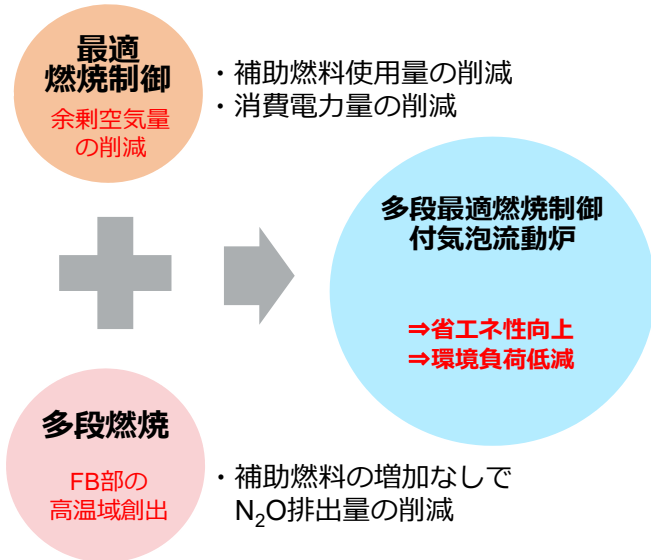 最適
燃焼制御
余剰空気量
の削減
・補助燃料使用量の削減
・消費電力量の削減
多段最適燃焼制御
付気泡流動炉
⇒省エネ性向上
⇒環境負荷低減
多段燃焼
FB部の
高温域創出
・補助燃料の増加なしで
N₂O排出量の削減